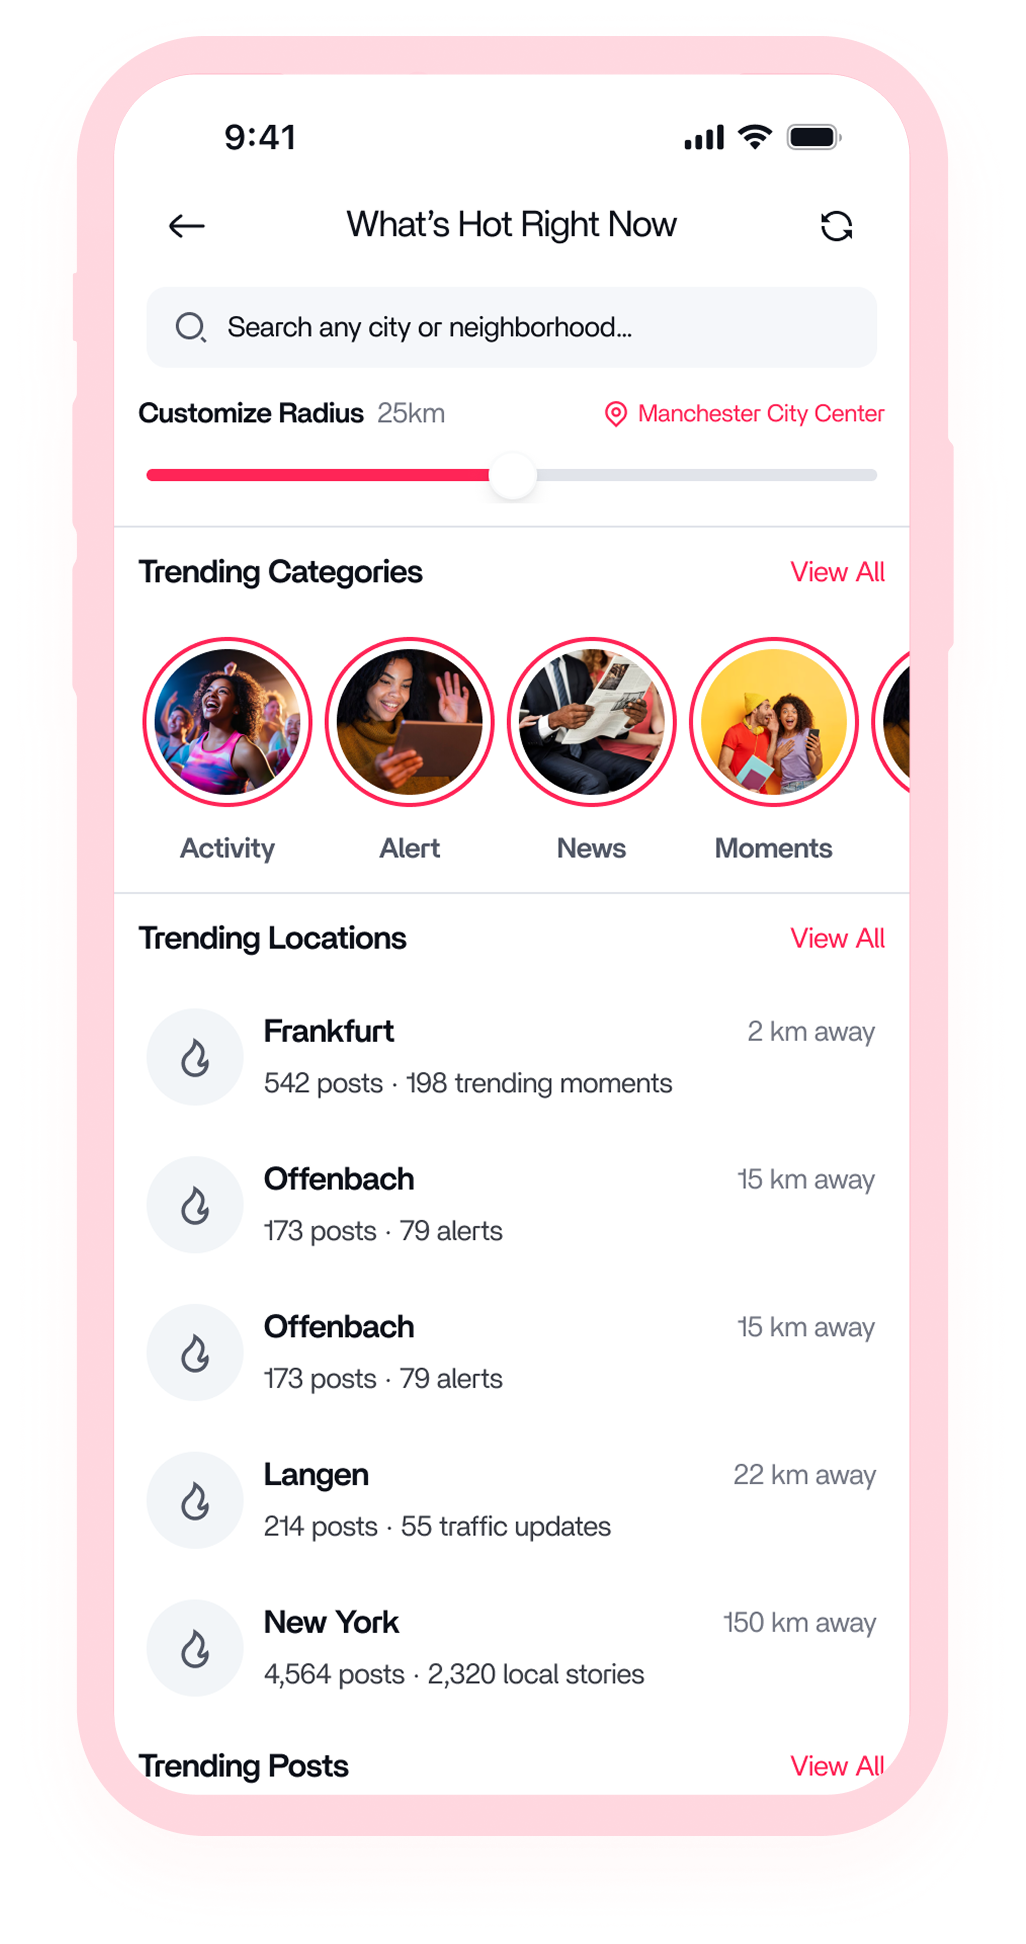 9:41
What’s Hot Right Now
Search any city or neighborhood...
Customize Radius 25km Manchester City Center
Trending Categories View All
Activity Alert News Moments
Trending Locations View All
Frankfurt 2 km away
542 posts · 198 trending moments
Offenbach 15 km away
173 posts · 79 alerts
Offenbach 15 km away
173 posts · 79 alerts
Langen 22 km away
214 posts · 55 traffic updates
New York 150 km away
4,564 posts · 2,320 local stories
Trending Posts View All